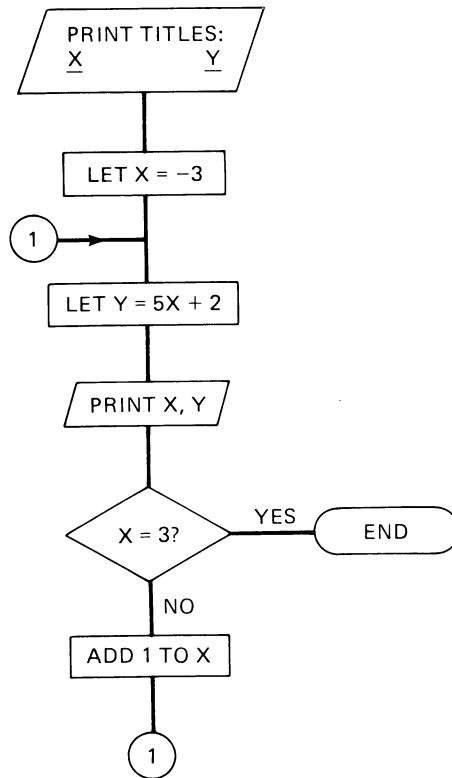 PRINT TITLES:
X Y
LET X = −3
1
LET Y = 5X + 2
PRINT X, Y
X = 3?
YES
END
NO
ADD 1 TO X
1